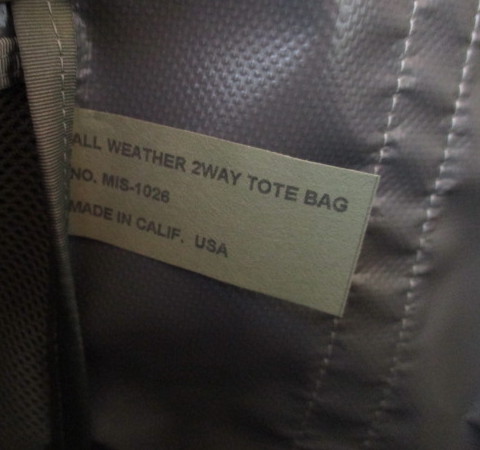 ALL WEATHER 2WAY TOTE BAG
NO. MIS-1026
MADE IN CALIF. USA